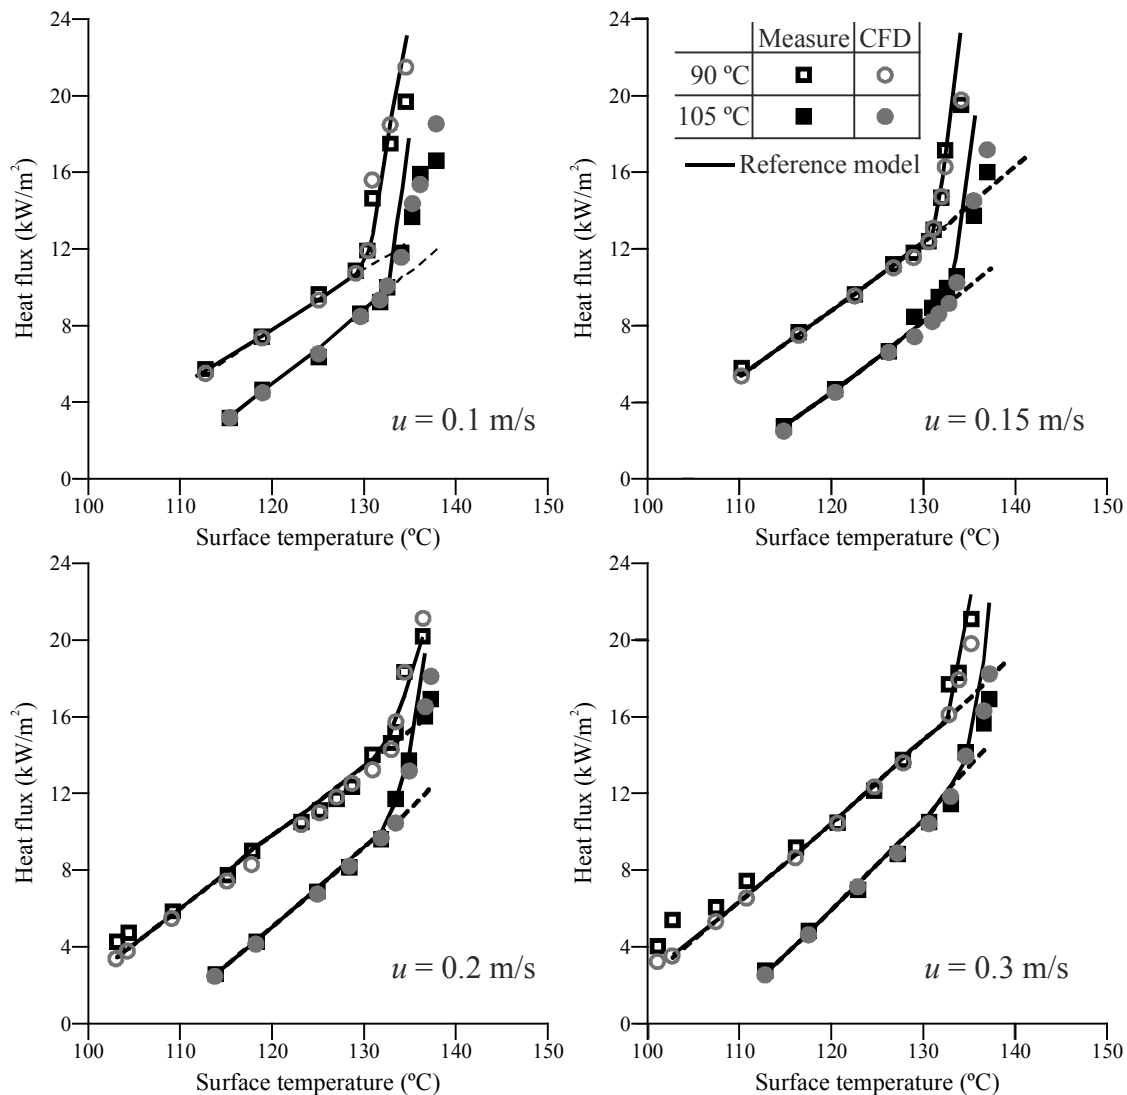 24
20
16
12
8
4
0
Heat flux (kW/m²)
u = 0.1 m/s
100 110 120 130 140 150
Surface temperature (ºC)
24
20
16
12
8
4
0
Heat flux (kW/m²)
Measure CFD
90 ºC
105 ºC
Reference model
u = 0.15 m/s
100 110 120 130 140 150
Surface temperature (ºC)
24
20
16
12
8
4
0
Heat flux (kW/m²)
u = 0.2 m/s
100 110 120 130 140 150
Surface temperature (ºC)
24
20
16
12
8
4
0
Heat flux (kW/m²)
u = 0.3 m/s
100 110 120 130 140 150
Surface temperature (ºC)